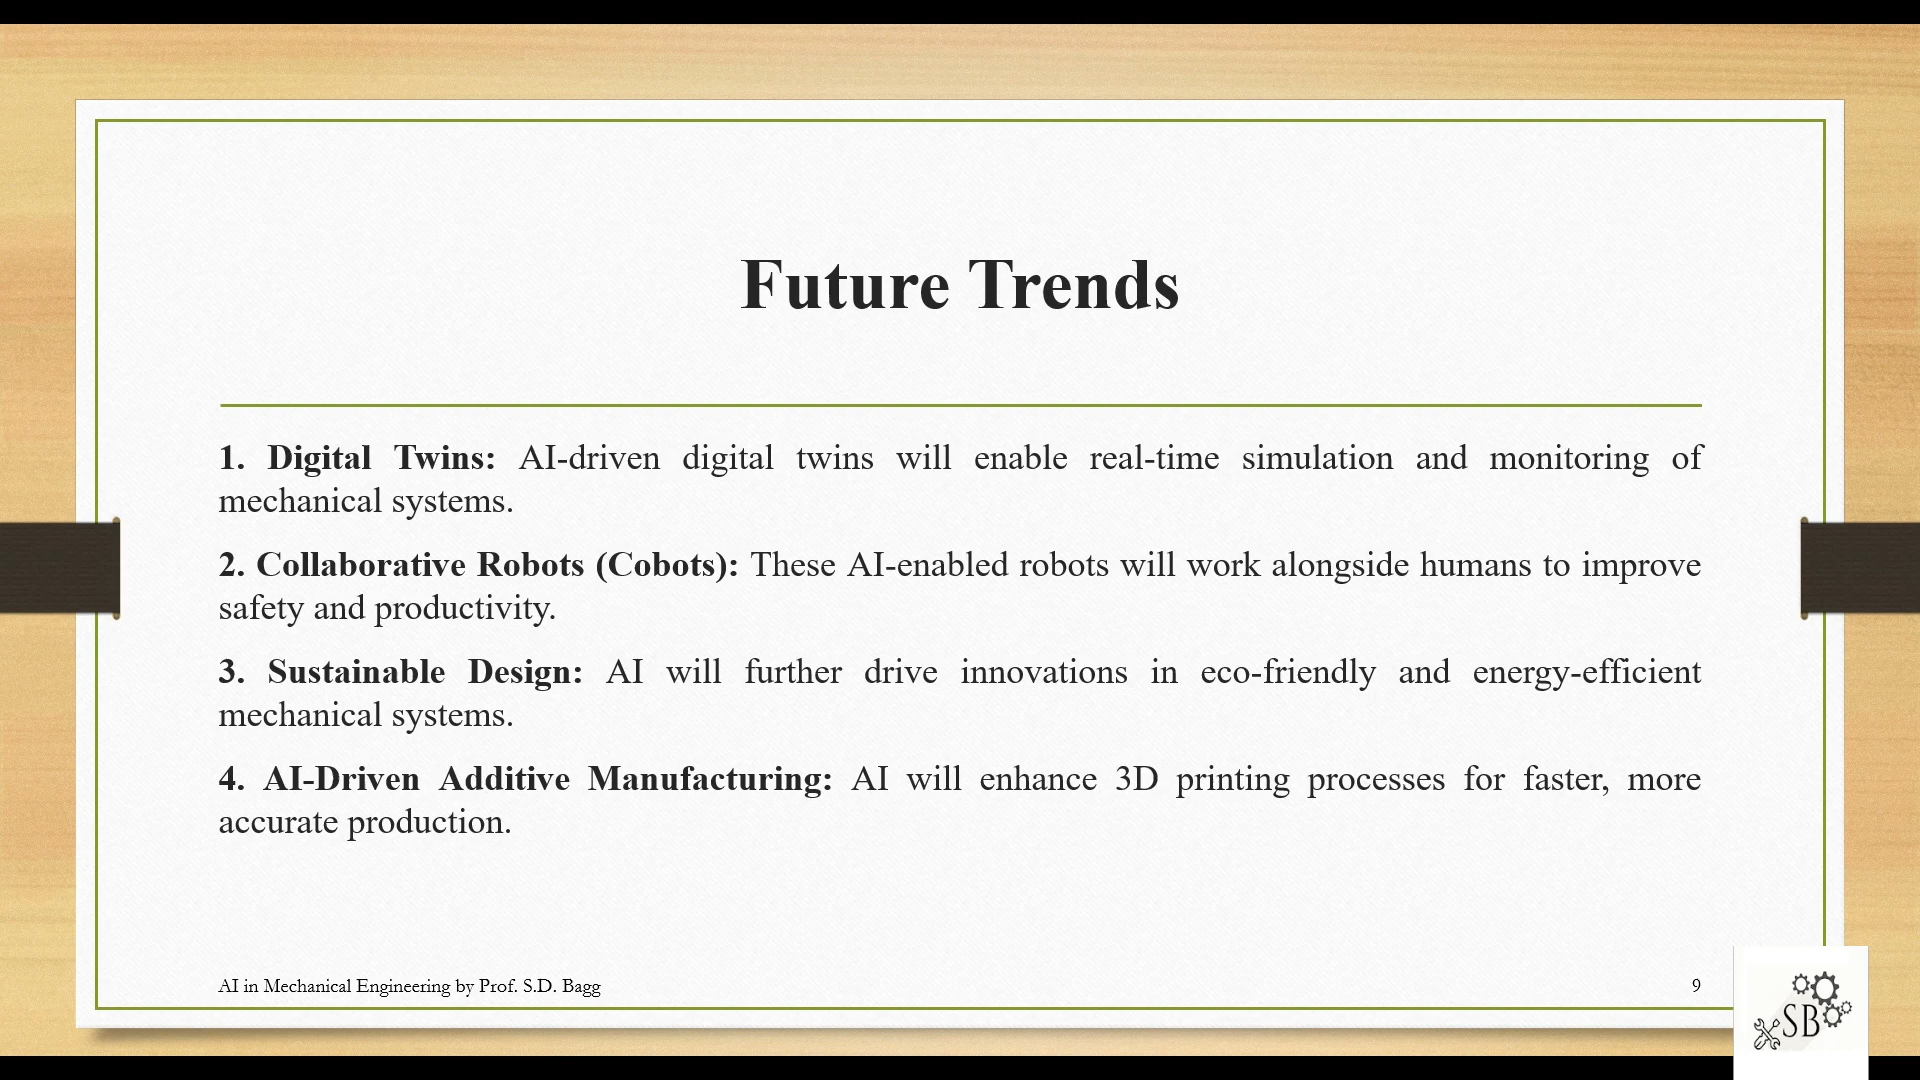 Future Trends
1. Digital Twins: AI-driven digital twins will enable real-time simulation and monitoring of
mechanical systems.
2. Collaborative Robots (Cobots): These AI-enabled robots will work alongside humans to improve
safety and productivity.
3. Sustainable Design: AI will further drive innovations in eco-friendly and energy-efficient
mechanical systems.
4. AI-Driven Additive Manufacturing: AI will enhance 3D printing processes for faster, more
accurate production.
AI in Mechanical Engineering by Prof. S.D. Bagg
9
SB